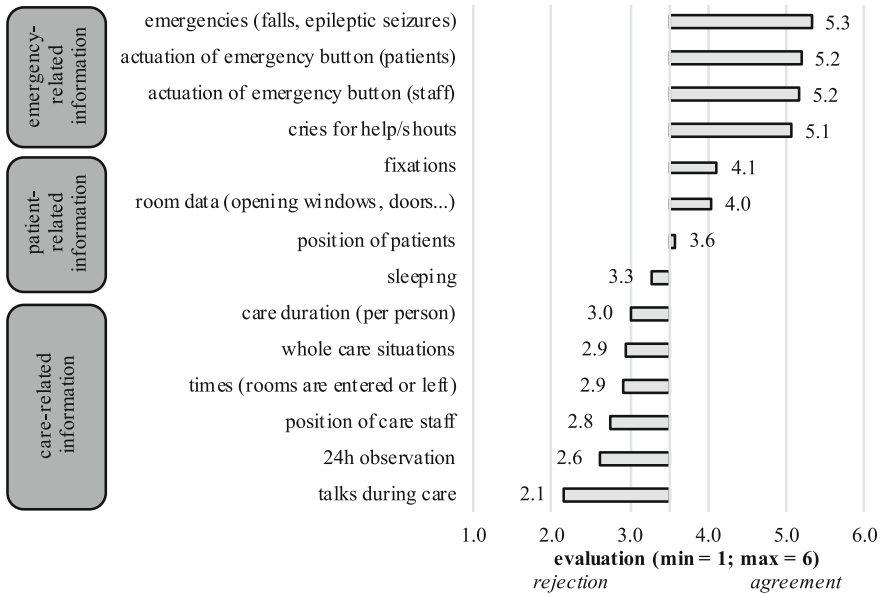 emergency-
related
information
patient-
related
information
care-related
information
emergencies (falls, epileptic seizures) 5.3
actuation of emergency button (patients) 5.2
actuation of emergency button (staff) 5.2
cries for help/shouts 5.1
fixations 4.1
room data (opening windows, doors...) 4.0
position of patients 3.6
sleeping 3.3
care duration (per person) 3.0
whole care situations 2.9
times (rooms are entered or left) 2.9
position of care staff 2.8
24h observation 2.6
talks during care 2.1
1.0 2.0 3.0 4.0 5.0 6.0
evaluation (min = 1; max = 6)
rejection agreement